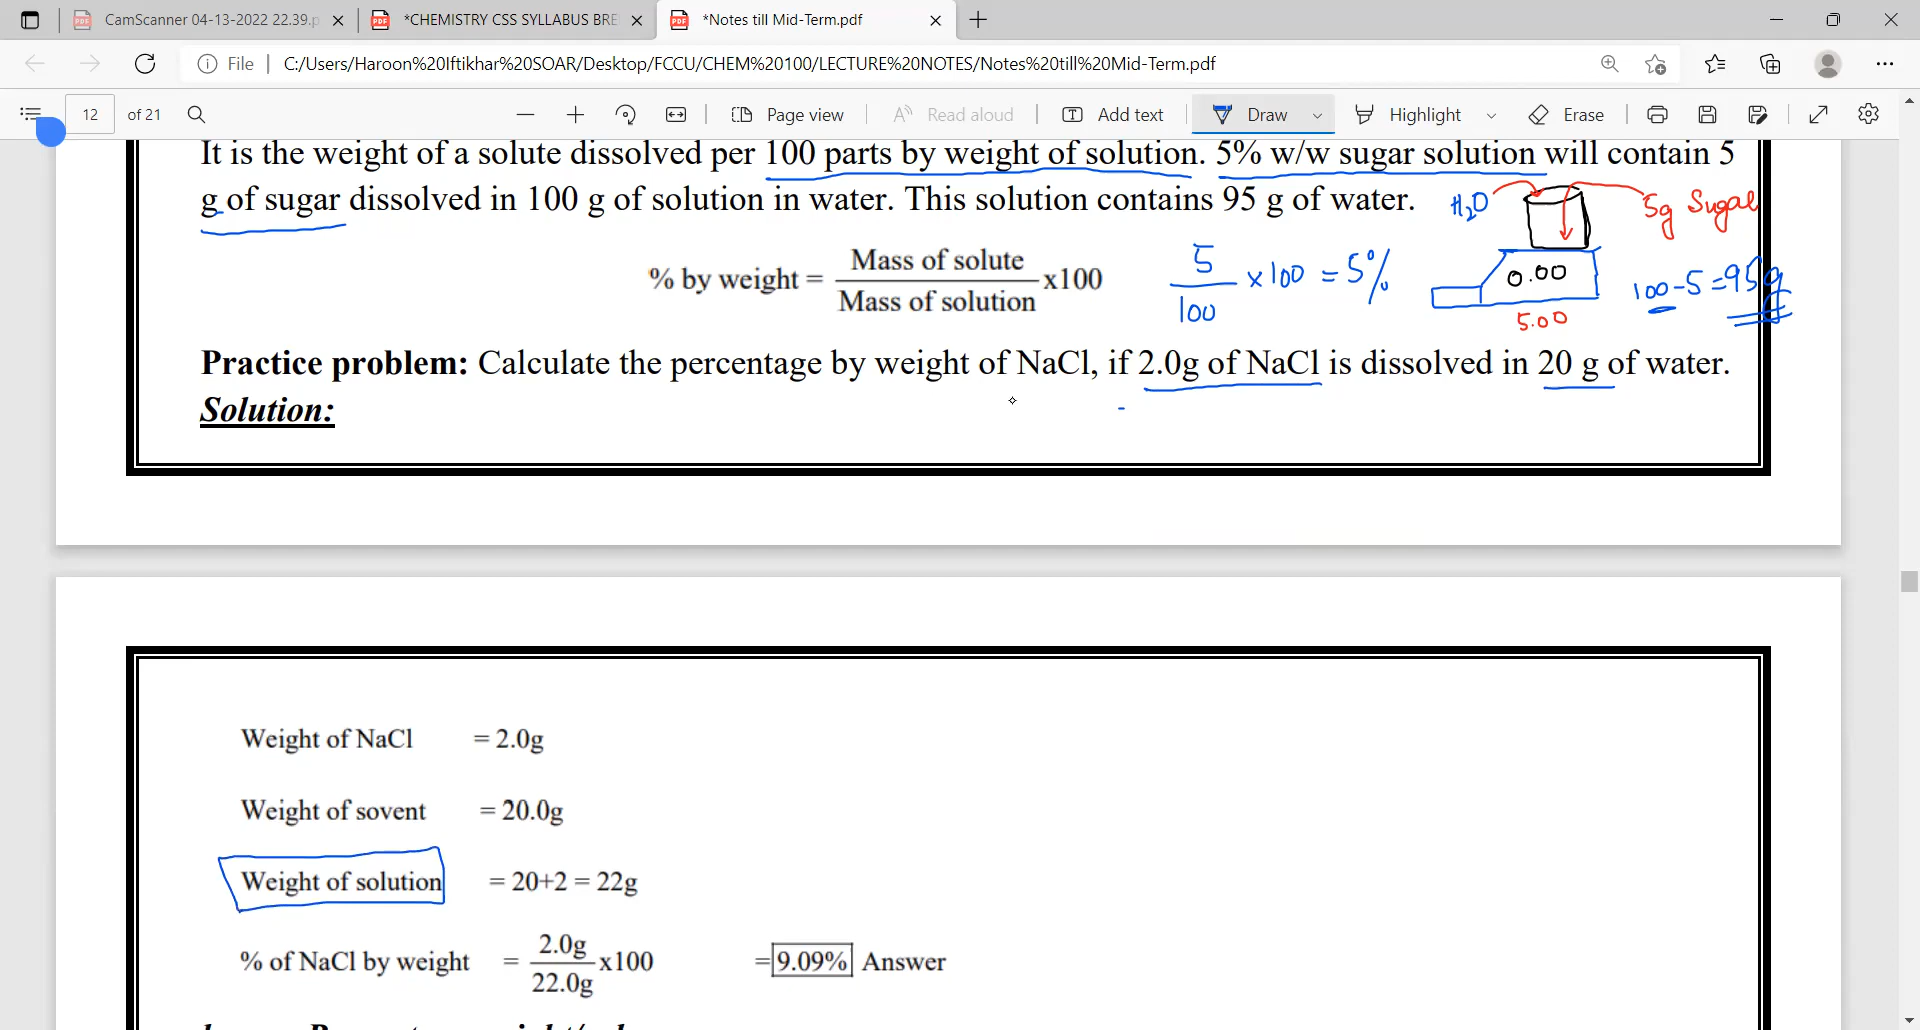 CamScanner 04-13-2022 22.39.p
*CHEMISTRY CSS SYLLABUS BRE
*Notes till Mid-Term.pdf
File
C:/Users/Haroon%20Iftikhar%20SOAR/Desktop/FCCU/CHEM%20100/LECTURE%20NOTES/Notes%20till%20Mid-Term.pdf
12 of 21
Page view
Read aloud
Add text
Draw
Highlight
Erase
It is the weight of a solute dissolved per 100 parts by weight of solution. 5% w/w sugar solution will contain 5
g of sugar dissolved in 100 g of solution in water. This solution contains 95 g of water.
H2O
5g Sugar
% by weight = Mass of solute / Mass of solution x100
5 / 100 x 100 = 5%
0.00
5.00
100-5=95g
Practice problem: Calculate the percentage by weight of NaCl, if 2.0g of NaCl is dissolved in 20 g of water.
Solution:
Weight of NaCl = 2.0g
Weight of sovent = 20.0g
Weight of solution = 20+2 = 22g
% of NaCl by weight = 2.0g / 22.0g x100 = 9.09% Answer